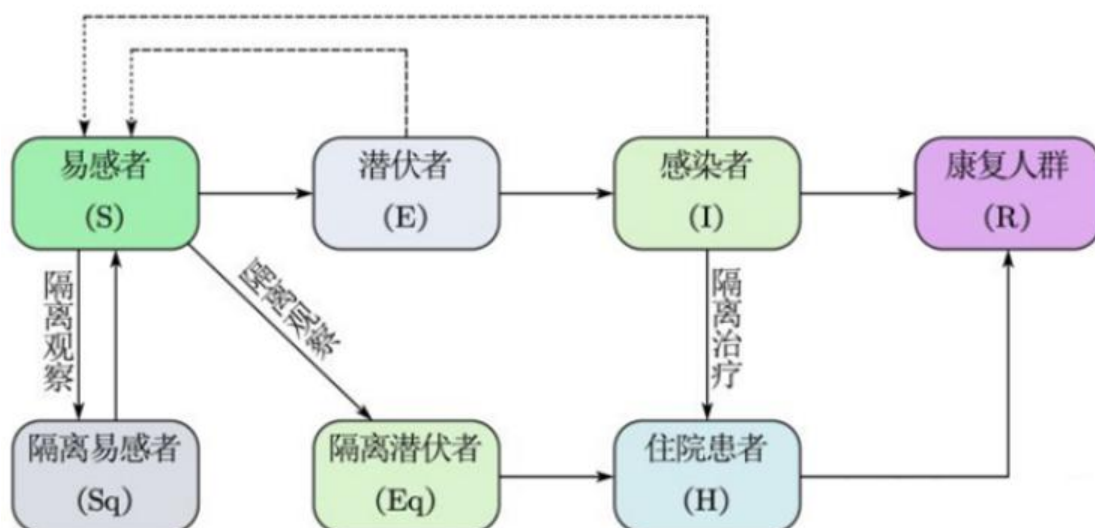 易感者
(S)
潜伏者
(E)
感染者
(I)
康复人群
(R)
隔离观察
隔离观察
隔离治疗
隔离易感者
(Sq)
隔离潜伏者
(Eq)
住院患者
(H)